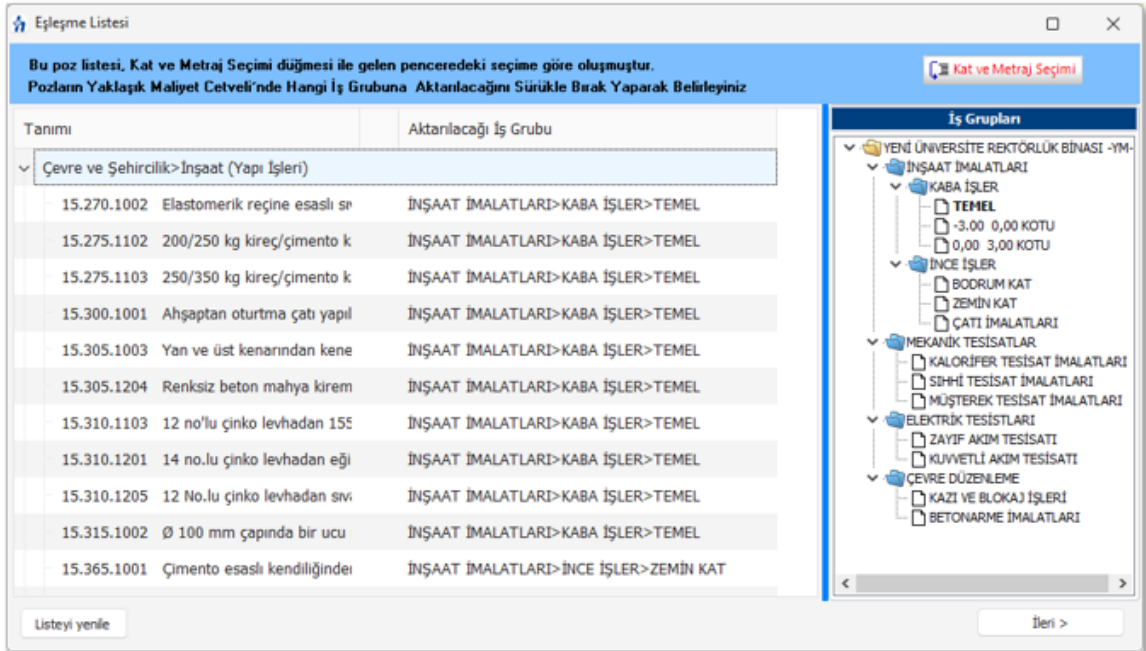 Eşleşme Listesi
Bu poz listesi, Kat ve Metraj Seçimi düğmesi ile gelen penceredeki seçime göre oluşmuştur.
Pozların Yaklaşık Maliyet Cetveli'nde Hangi İş Grubuna Aktarılacağını Sürükle Bırak Yaparak Belirleyiniz
Kat ve Metraj Seçimi
Tanımı
Aktarılacağı İş Grubu
Çevre ve Şehircilik>İnşaat (Yapı İşleri)
15.270.1002 Elastomerik reçine esaslı sıv İNŞAAT İMALATLARI>KABA İŞLER>TEMEL
15.275.1102 200/250 kg kireç/çimento k İNŞAAT İMALATLARI>KABA İŞLER>TEMEL
15.275.1103 250/350 kg kireç/çimento k İNŞAAT İMALATLARI>KABA İŞLER>TEMEL
15.300.1001 Ahşaptan oturtma çatı yapıl İNŞAAT İMALATLARI>KABA İŞLER>TEMEL
15.305.1003 Yan ve üst kenarından kene İNŞAAT İMALATLARI>KABA İŞLER>TEMEL
15.305.1204 Renksiz beton mahya kirem İNŞAAT İMALATLARI>KABA İŞLER>TEMEL
15.310.1103 12 no'lu çinko levhadan 155 İNŞAAT İMALATLARI>KABA İŞLER>TEMEL
15.310.1201 14 no.lu çinko levhadan eği İNŞAAT İMALATLARI>KABA İŞLER>TEMEL
15.310.1205 12 No.lu çinko levhadan sıva İNŞAAT İMALATLARI>KABA İŞLER>TEMEL
15.315.1002 Ø 100 mm çapında bir ucu İNŞAAT İMALATLARI>KABA İŞLER>TEMEL
15.365.1001 Çimento esaslı kendiliğinder İNŞAAT İMALATLARI>İNCE İŞLER>ZEMİN KAT
İş Grupları
YENİ ÜNİVERSİTE REKTÖRLÜK BİNASI -YM-
İNŞAAT İMALATLARI
KABA İŞLER
TEMEL
-3.00 0,00 KOTU
0,00 3,00 KOTU
İNCE İŞLER
BODRUM KAT
ZEMİN KAT
ÇATI İMALATLARI
MEKANİK TESİSATLAR
KALORİFER TESİSAT İMALATLARI
SIHHİ TESİSAT İMALATLARI
MÜŞTEREK TESİSAT İMALATLARI
ELEKTRİK TESİSTLARI
ZAYIF AKIM TESİSATI
KUVVETLİ AKIM TESİSATI
ÇEVRE DÜZENLEME
KAZI VE BLOKAJ İŞLERİ
BETONARME İMALATLARI
Listeyi yenile
İleri >